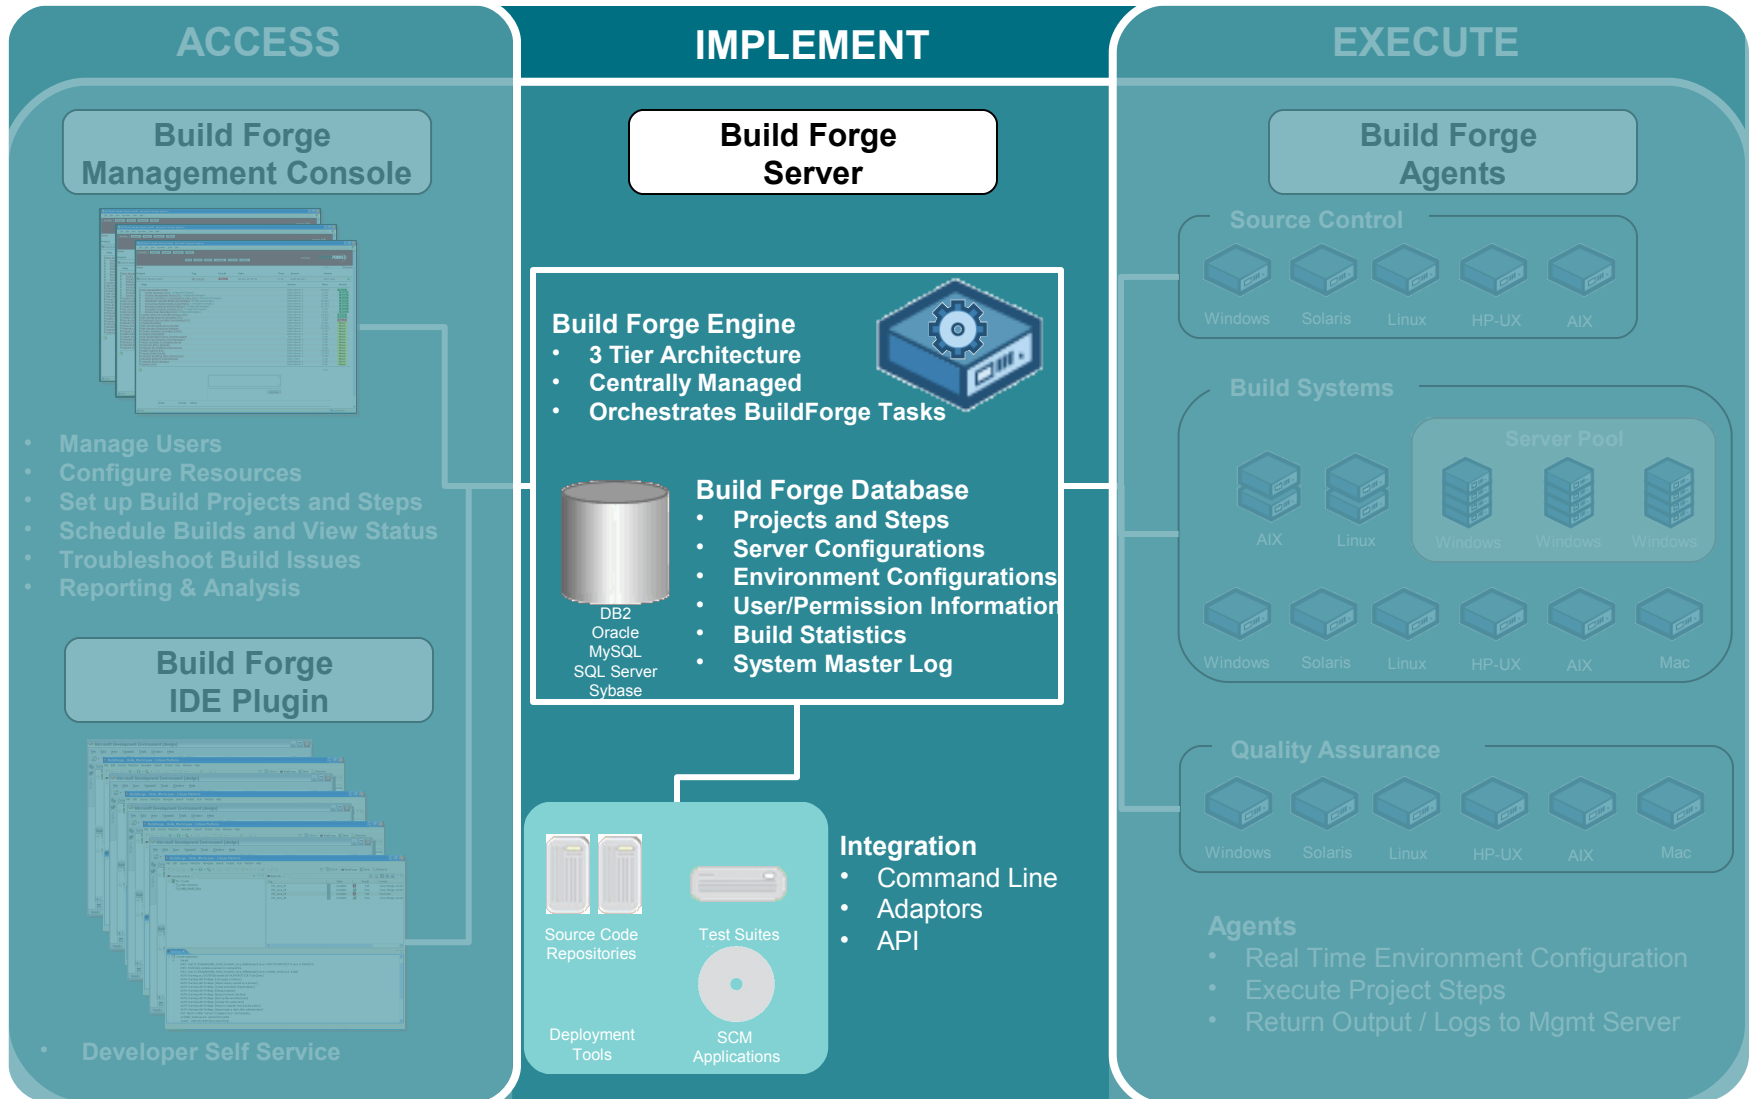 ACCESS
Build Forge
Management Console
• Manage Users
• Configure Resources
• Set up Build Projects and Steps
• Schedule Builds and View Status
• Troubleshoot Build Issues
• Reporting & Analysis
Build Forge
IDE Plugin
• Developer Self Service
IMPLEMENT
Build Forge
Server
Build Forge Engine
• 3 Tier Architecture
• Centrally Managed
• Orchestrates BuildForge Tasks
DB2
Oracle
MySQL
SQL Server
Sybase
Build Forge Database
• Projects and Steps
• Server Configurations
• Environment Configurations
• User/Permission Information
• Build Statistics
• System Master Log
Source Code
Repositories
Test Suites
Deployment
Tools
SCM
Applications
Integration
• Command Line
• Adaptors
• API
EXECUTE
Build Forge
Agents
Source Control
Windows Solaris Linux HP-UX AIX
Build Systems
Server Pool
AIX Linux Windows Windows Windows
Windows Solaris Linux HP-UX AIX Mac
Quality Assurance
Windows Solaris Linux HP-UX AIX Mac
Agents
• Real Time Environment Configuration
• Execute Project Steps
• Return Output / Logs to Mgmt Server